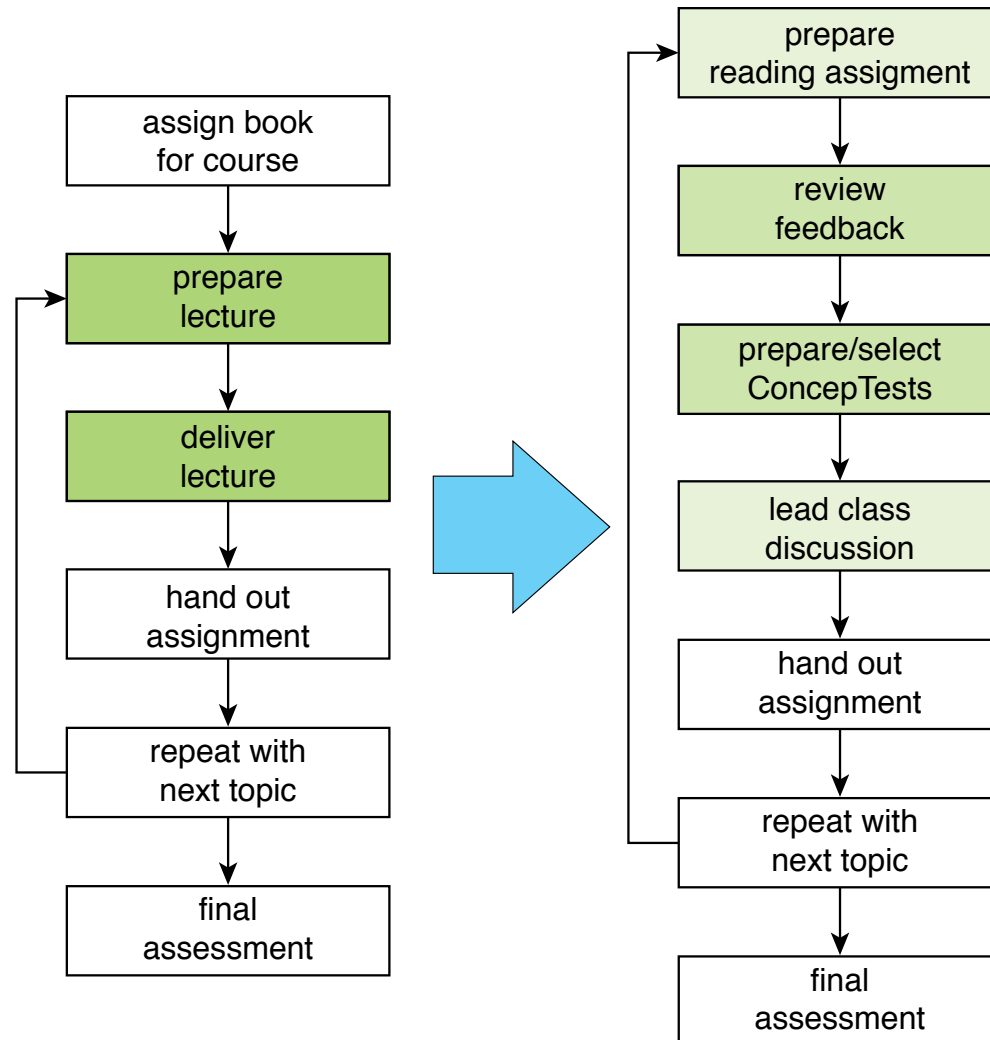 assign book
for course
prepare
lecture
deliver
lecture
hand out
assignment
repeat with
next topic
final
assessment
prepare
reading assigment
review
feedback
prepare/select
ConcepTests
lead class
discussion
hand out
assignment
repeat with
next topic
final
assessment